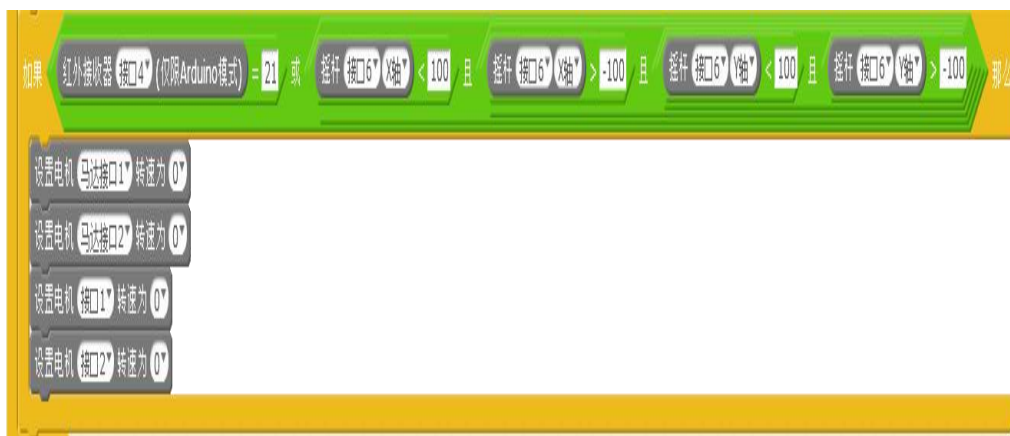 如果 红外接收器 接口4 (仅限Arduino模式) = 21 或 摇杆 接口6 X轴 < 100 且 摇杆 接口6 X轴 > -100 且 摇杆 接口6 Y轴 < 100 且 摇杆 接口6 Y轴 > -100 那么
设置电机 马达接口1 转速为 0
设置电机 马达接口2 转速为 0
设置电机 接口1 转速为 0
设置电机 接口2 转速为 0